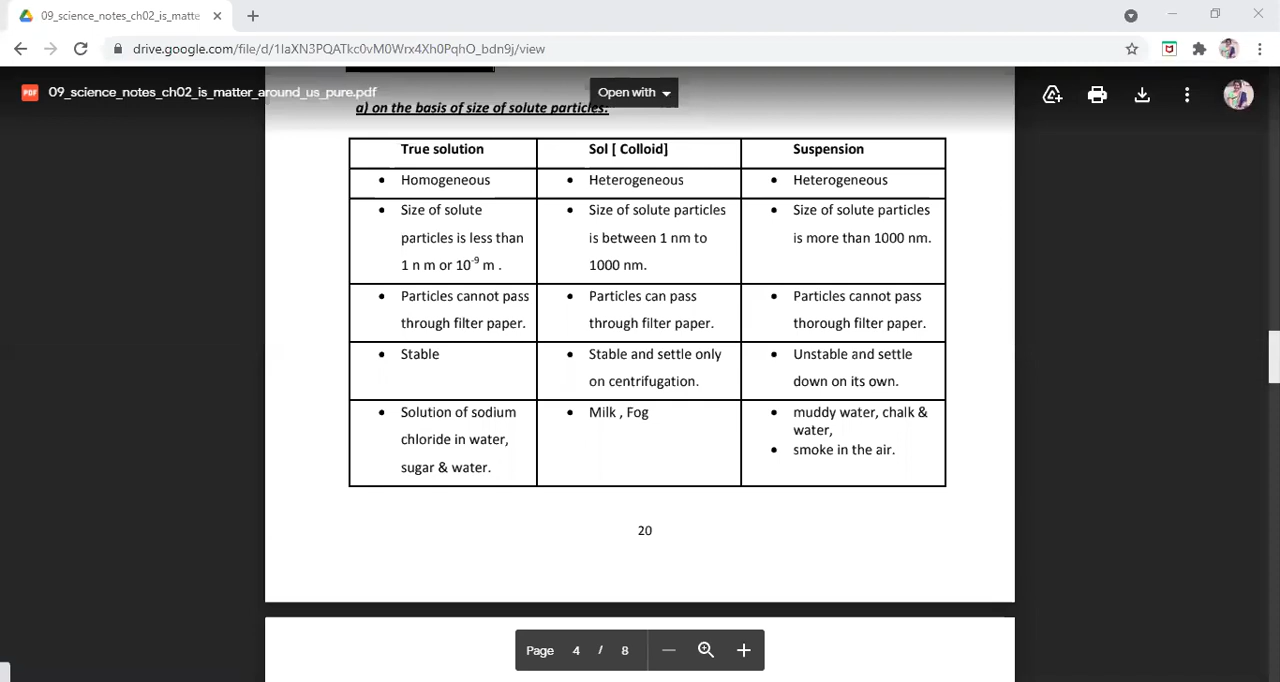 09_science_notes_ch02_is_matte
drive.google.com/file/d/1IaXN3PQATkc0vM0Wrx4Xh0PqhO_bdn9j/view
PDF
09_science_notes_ch02_is_matter_around_us_pure.pdf
Open with
a) on the basis of size of solute particles:
True solution
Sol [ Colloid]
Suspension
• Homogeneous
• Heterogeneous
• Heterogeneous
• Size of solute
particles is less than
1 n m or 10⁻⁹ m .
• Size of solute particles
is between 1 nm to
1000 nm.
• Size of solute particles
is more than 1000 nm.
• Particles cannot pass
through filter paper.
• Particles can pass
through filter paper.
• Particles cannot pass
thorough filter paper.
• Stable
• Stable and settle only
on centrifugation.
• Unstable and settle
down on its own.
• Solution of sodium
chloride in water,
sugar & water.
• Milk , Fog
• muddy water, chalk &
water,
• smoke in the air.
20
Page 4 / 8